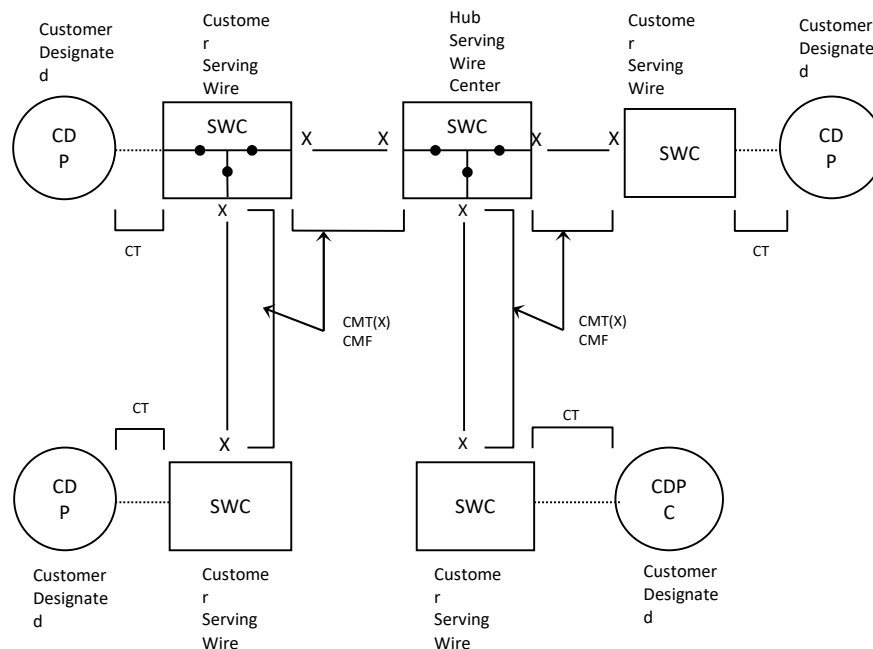 Customer
Designate
d
Custome
r
Serving
Wire
Hub
Serving
Wire
Center
Custome
r
Serving
Wire
Customer
Designate
d
CD
P
SWC
X
X
SWC
X
X
SWC
CD
P
CT
X
X
CT
CMT(X)
CMF
CMT(X)
CMF
CT
X
X
CT
CD
P
SWC
SWC
CDP
C
Customer
Designate
d
Custome
r
Serving
Wire
Custome
r
Serving
Wire
Customer
Designate
d